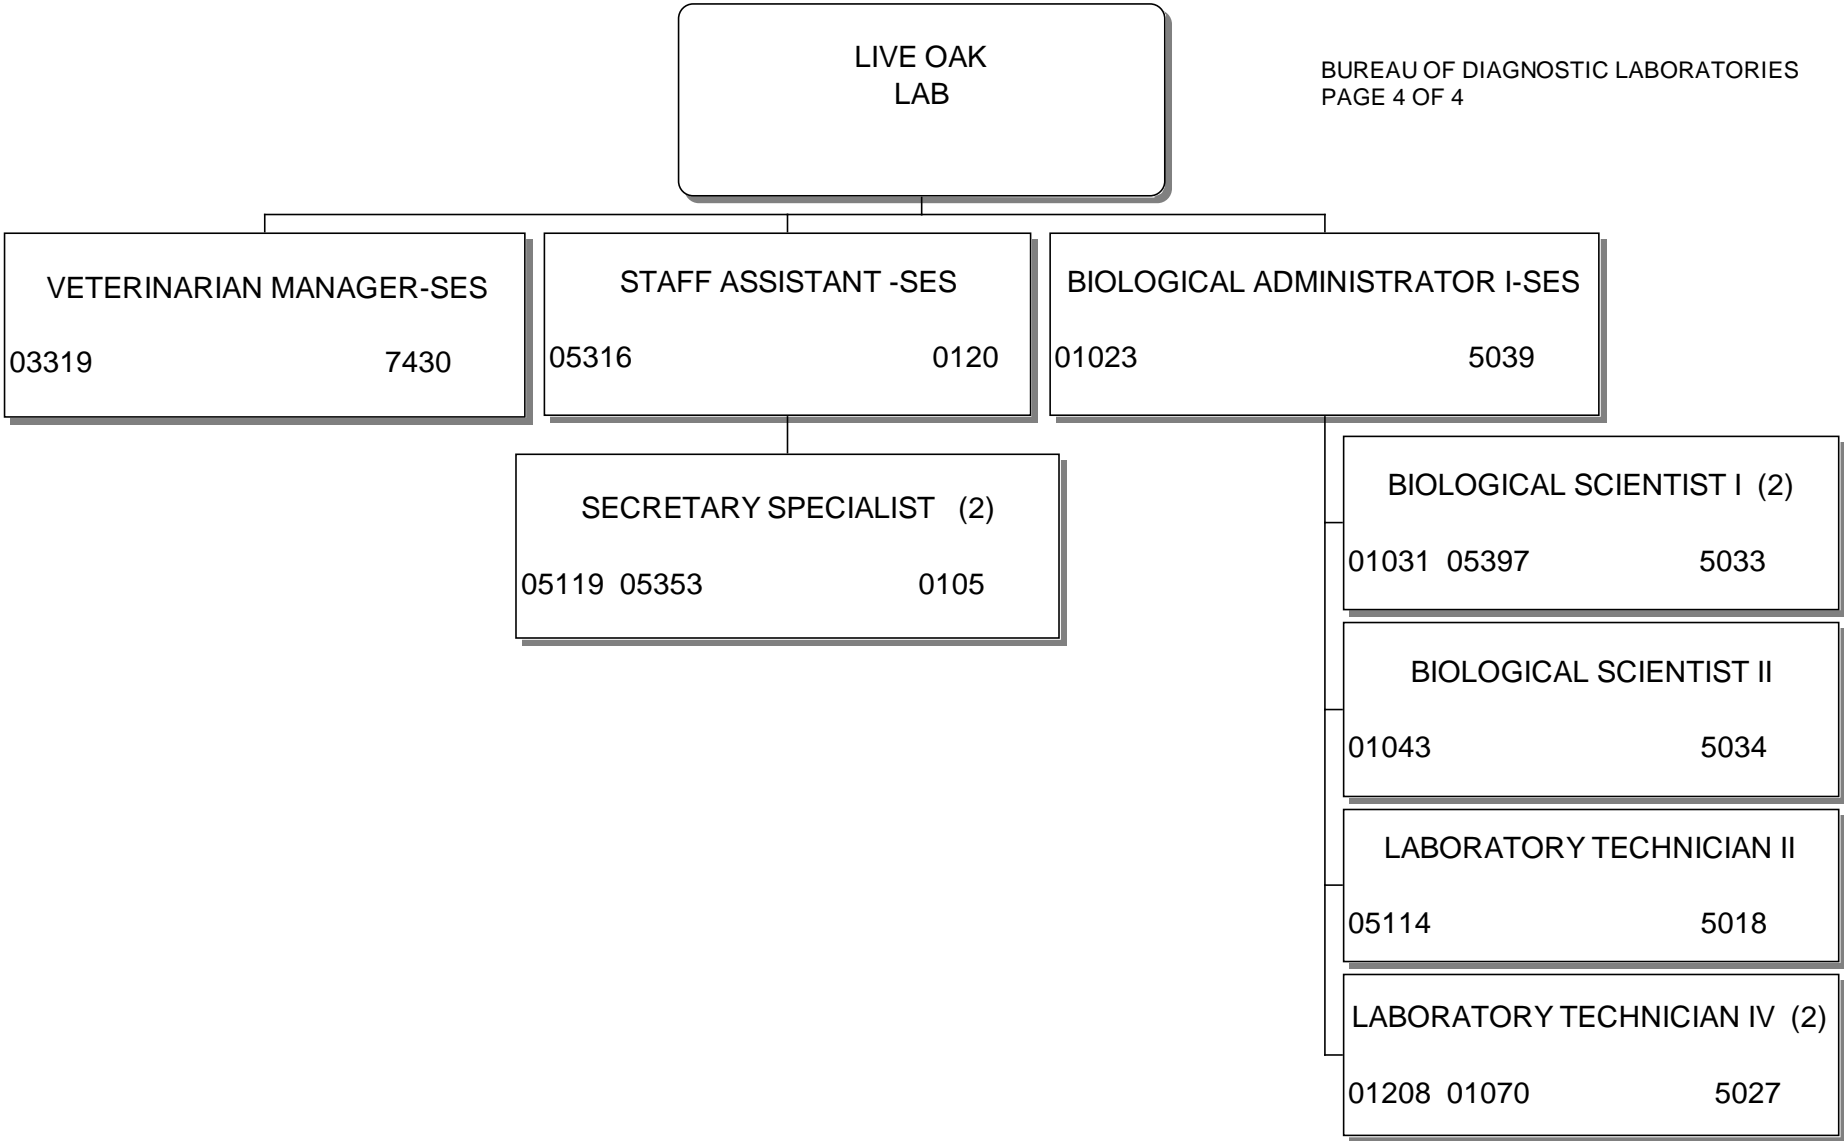 LIVE OAK
LAB
BUREAU OF DIAGNOSTIC LABORATORIES
PAGE 4 OF 4
VETERINARIAN MANAGER-SES
03319 7430
STAFF ASSISTANT -SES
05316 0120
BIOLOGICAL ADMINISTRATOR I-SES
01023 5039
SECRETARY SPECIALIST (2)
05119 05353 0105
BIOLOGICAL SCIENTIST I (2)
01031 05397 5033
BIOLOGICAL SCIENTIST II
01043 5034
LABORATORY TECHNICIAN II
05114 5018
LABORATORY TECHNICIAN IV (2)
01208 01070 5027